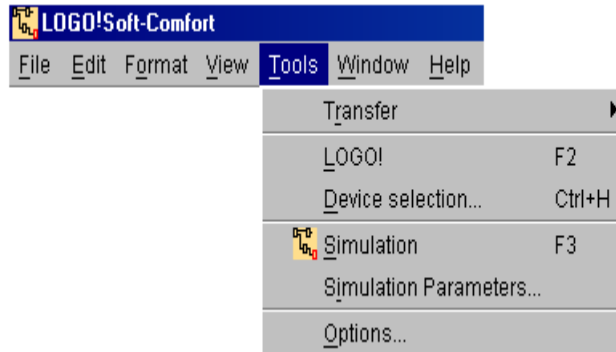 LOGO!Soft-Comfort
File Edit Format View Tools Window Help
Transfer
LOGO! F2
Device selection... Ctrl+H
Simulation F3
Simulation Parameters...
Options...